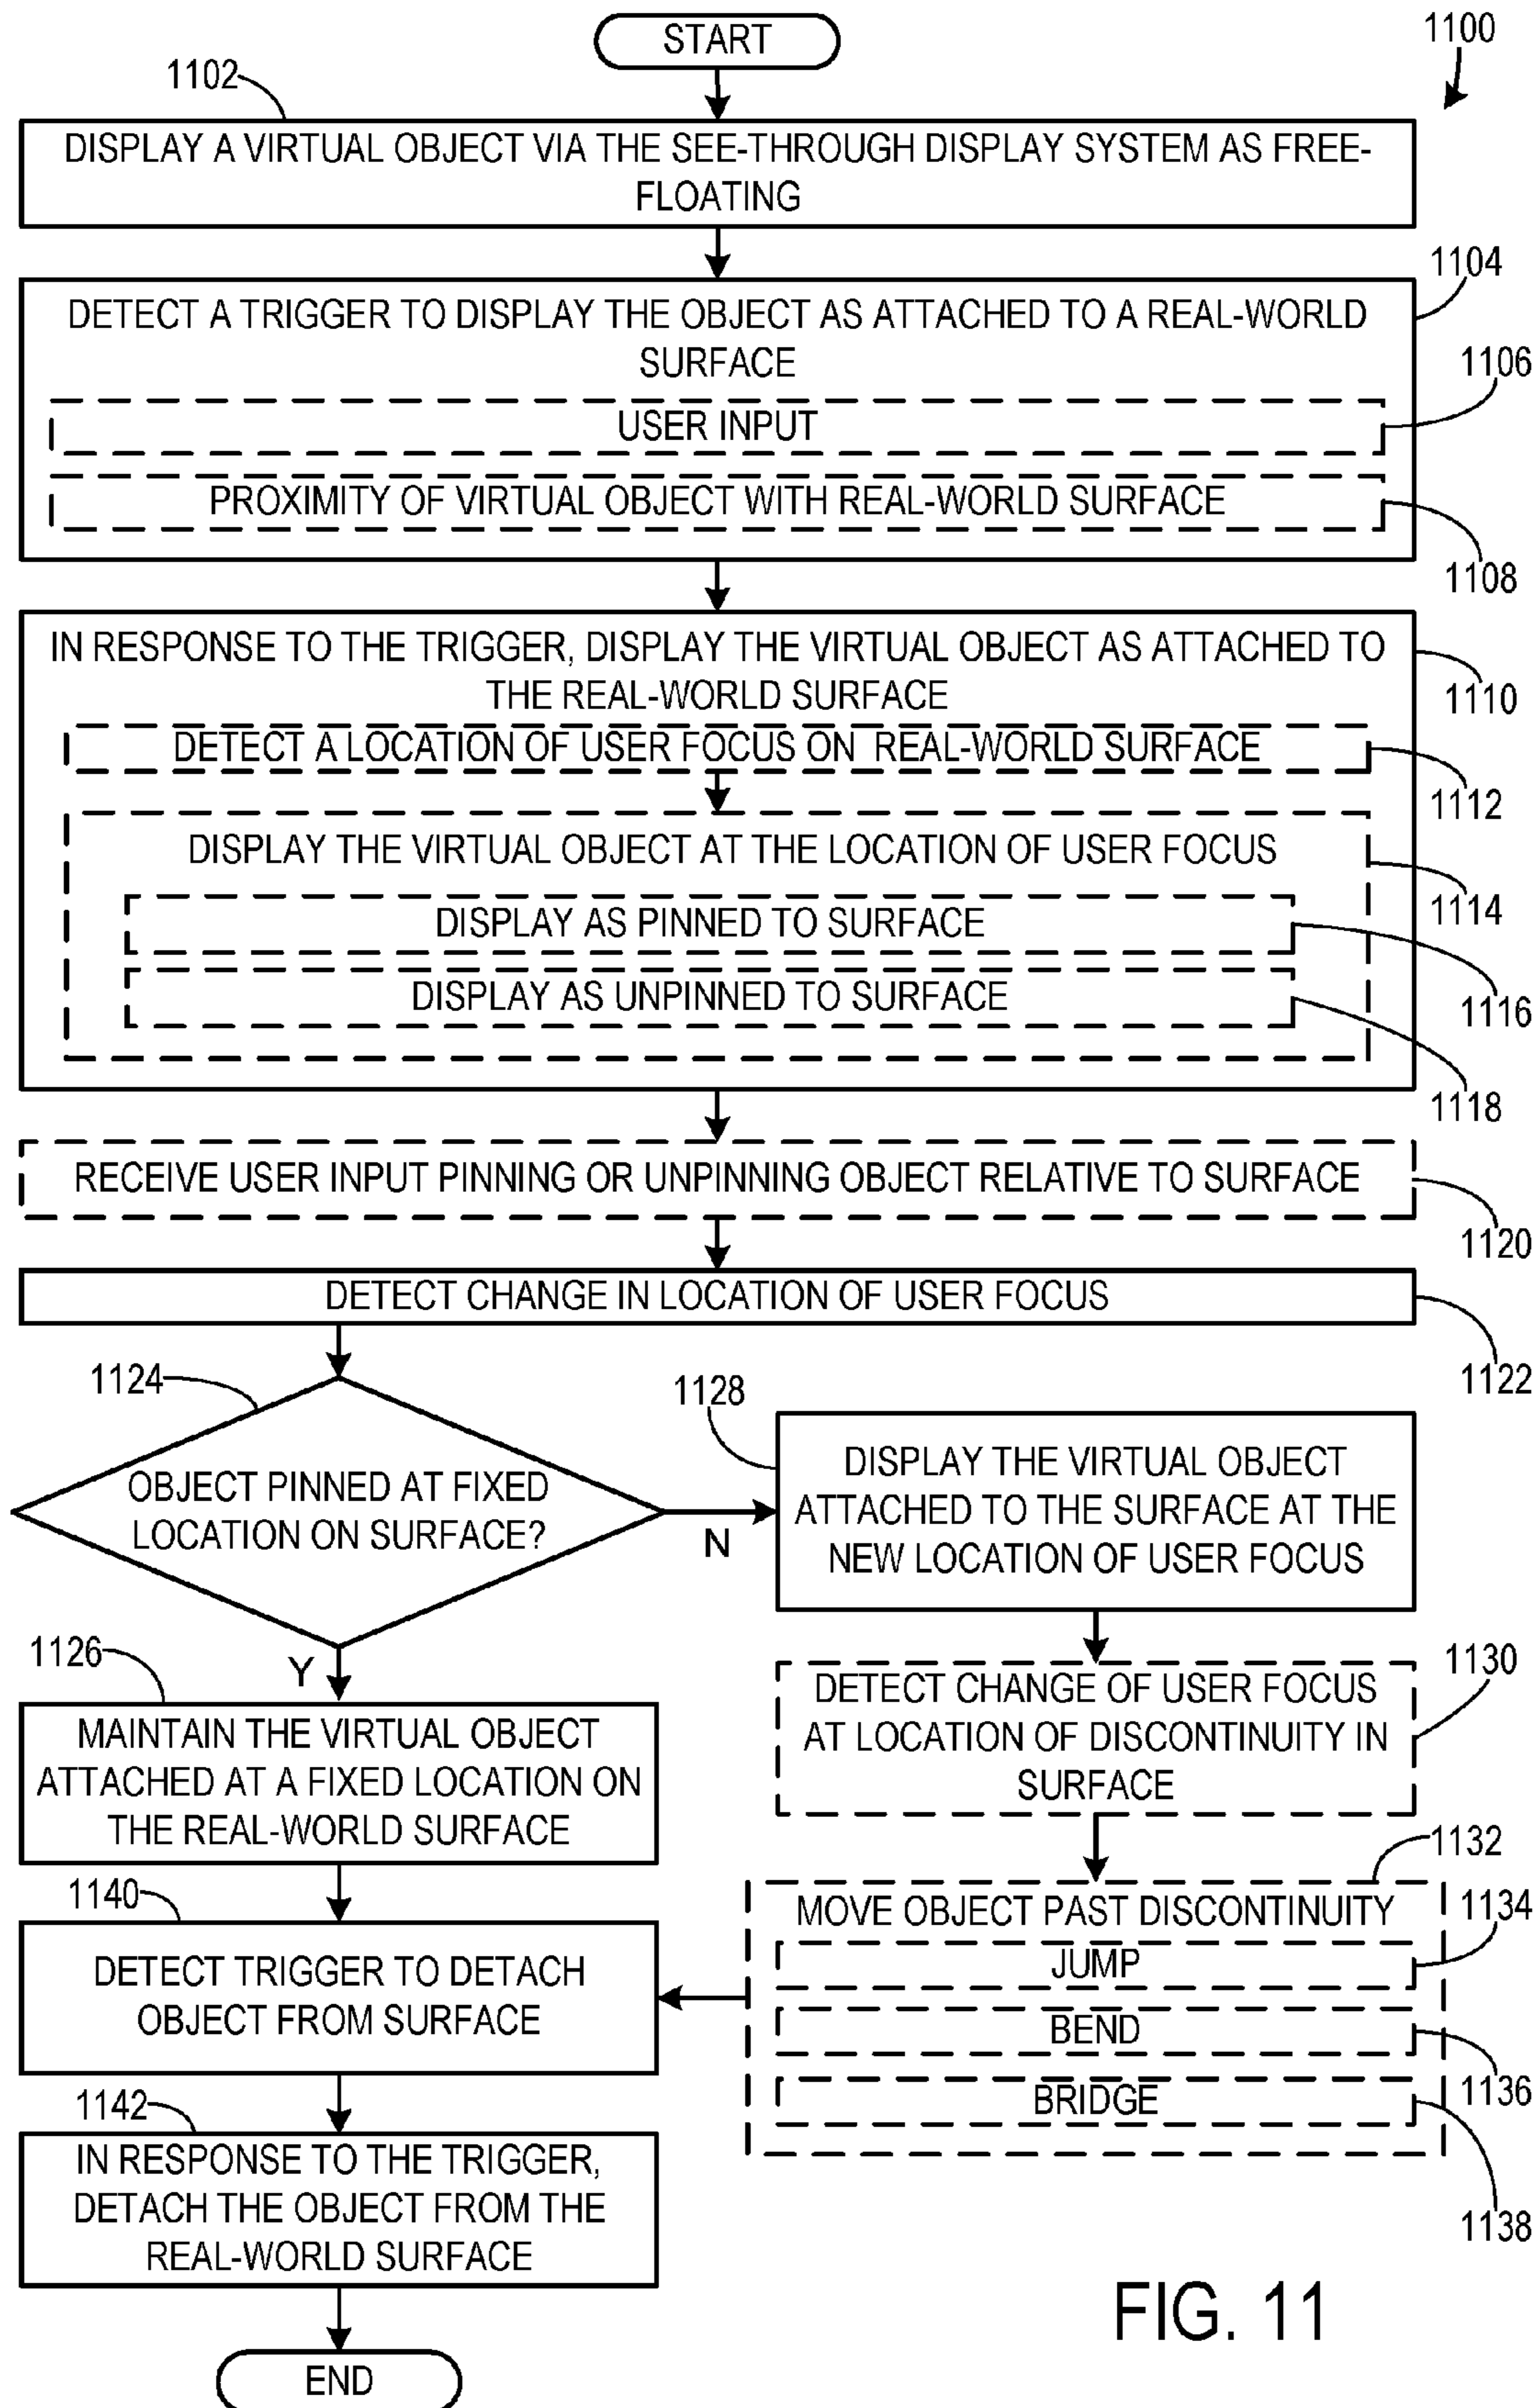 START
1100
1102
DISPLAY A VIRTUAL OBJECT VIA THE SEE-THROUGH DISPLAY SYSTEM AS FREE-
FLOATING
1104
DETECT A TRIGGER TO DISPLAY THE OBJECT AS ATTACHED TO A REAL-WORLD
SURFACE
1106
USER INPUT
PROXIMITY OF VIRTUAL OBJECT WITH REAL-WORLD SURFACE
1108
IN RESPONSE TO THE TRIGGER, DISPLAY THE VIRTUAL OBJECT AS ATTACHED TO
THE REAL-WORLD SURFACE
1110
DETECT A LOCATION OF USER FOCUS ON REAL-WORLD SURFACE
1112
DISPLAY THE VIRTUAL OBJECT AT THE LOCATION OF USER FOCUS
1114
DISPLAY AS PINNED TO SURFACE
1116
DISPLAY AS UNPINNED TO SURFACE
1118
RECEIVE USER INPUT PINNING OR UNPINNING OBJECT RELATIVE TO SURFACE
1120
DETECT CHANGE IN LOCATION OF USER FOCUS
1122
1124
OBJECT PINNED AT FIXED
LOCATION ON SURFACE?
N
1128
DISPLAY THE VIRTUAL OBJECT
ATTACHED TO THE SURFACE AT THE
NEW LOCATION OF USER FOCUS
Y
1126
MAINTAIN THE VIRTUAL OBJECT
ATTACHED AT A FIXED LOCATION ON
THE REAL-WORLD SURFACE
1130
DETECT CHANGE OF USER FOCUS
AT LOCATION OF DISCONTINUITY IN
SURFACE
1132
MOVE OBJECT PAST DISCONTINUITY
1134
JUMP
BEND
1136
BRIDGE
1138
1140
DETECT TRIGGER TO DETACH
OBJECT FROM SURFACE
1142
IN RESPONSE TO THE TRIGGER,
DETACH THE OBJECT FROM THE
REAL-WORLD SURFACE
END
FIG. 11